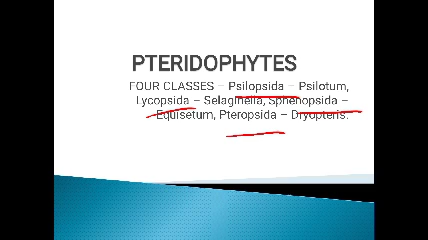 PTERIDOPHYTES
FOUR CLASSES – Psilopsida – Psilotum,
Lycopsida – Selaginella, Sphenopsida –
Equisetum, Pteropsida – Dryopteris.